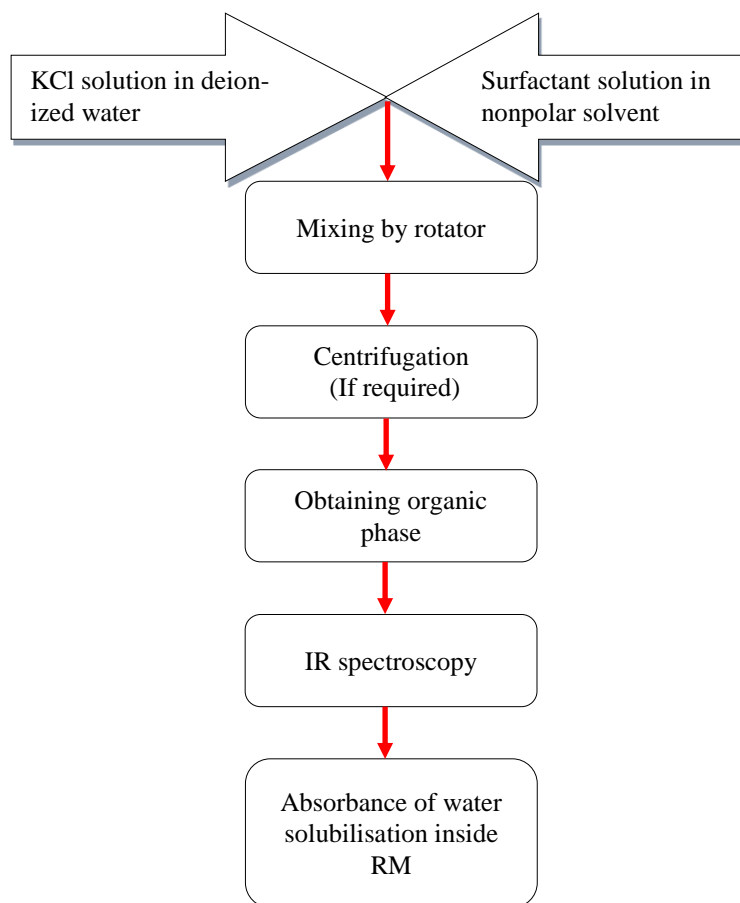 KCl solution in deion-
ized water
Surfactant solution in
nonpolar solvent
Mixing by rotator
Centrifugation
(If required)
Obtaining organic
phase
IR spectroscopy
Absorbance of water
solubilisation inside
RM